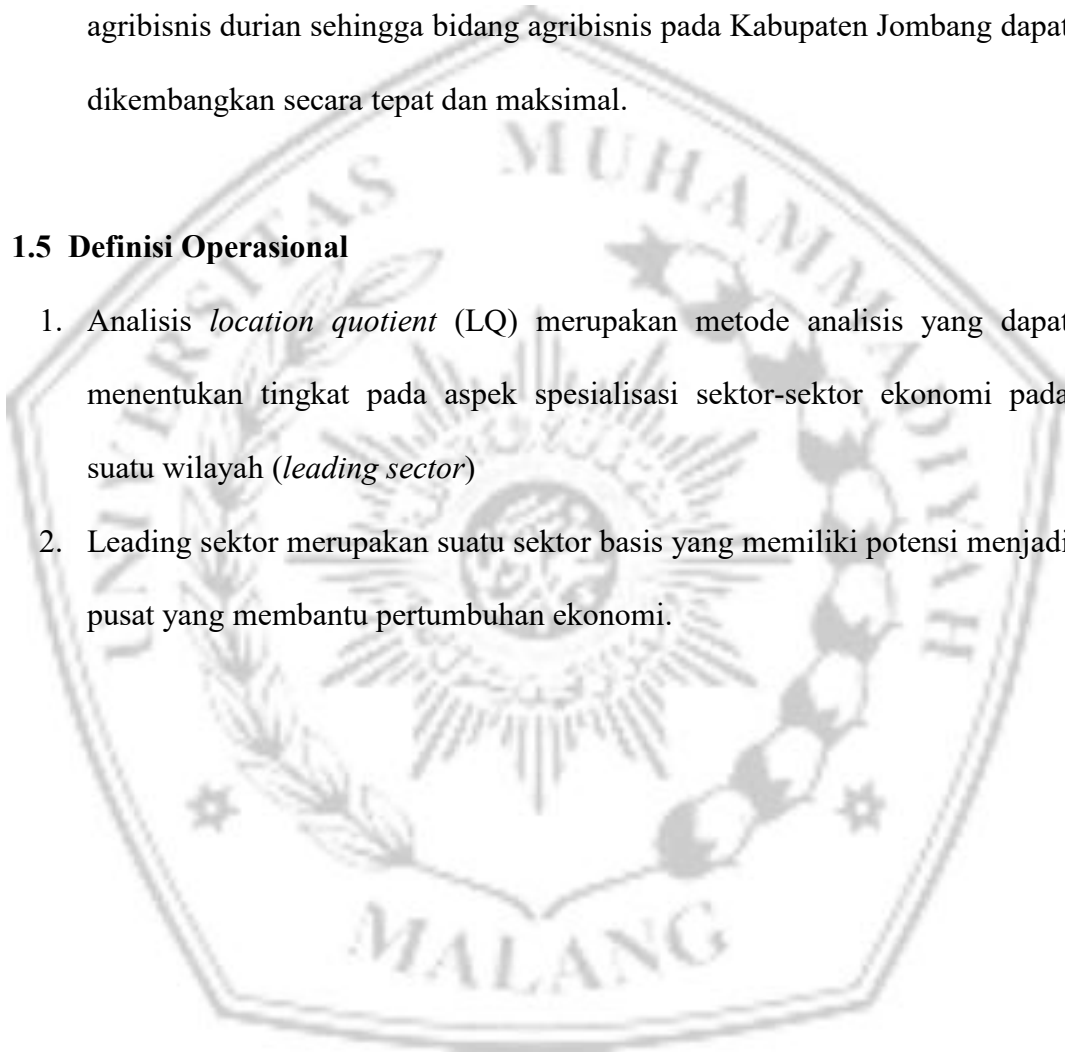 agribisnis durian sehingga bidang agribisnis pada Kabupaten Jombang dapat
dikembangkan secara tepat dan maksimal.
1.5 Definisi Operasional
1. Analisis location quotient (LQ) merupakan metode analisis yang dapat
menentukan tingkat pada aspek spesialisasi sektor-sektor ekonomi pada
suatu wilayah (leading sector)
2. Leading sektor merupakan suatu sektor basis yang memiliki potensi menjadi
pusat yang membantu pertumbuhan ekonomi.
UNIVERSITAS MUHAMMADIYAH
MALANG